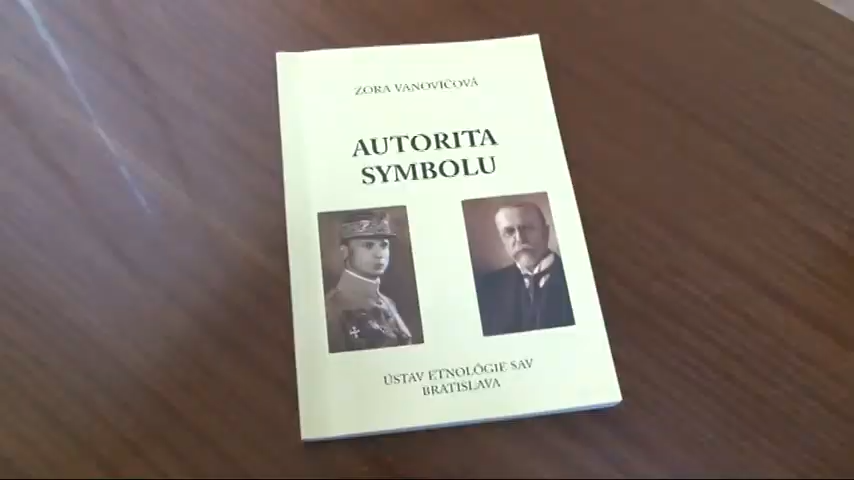 ZORA VANOVIČOVÁ
AUTORITA
SYMBOLU
ÚSTAV ETNOLÓGIE SAV
BRATISLAVA